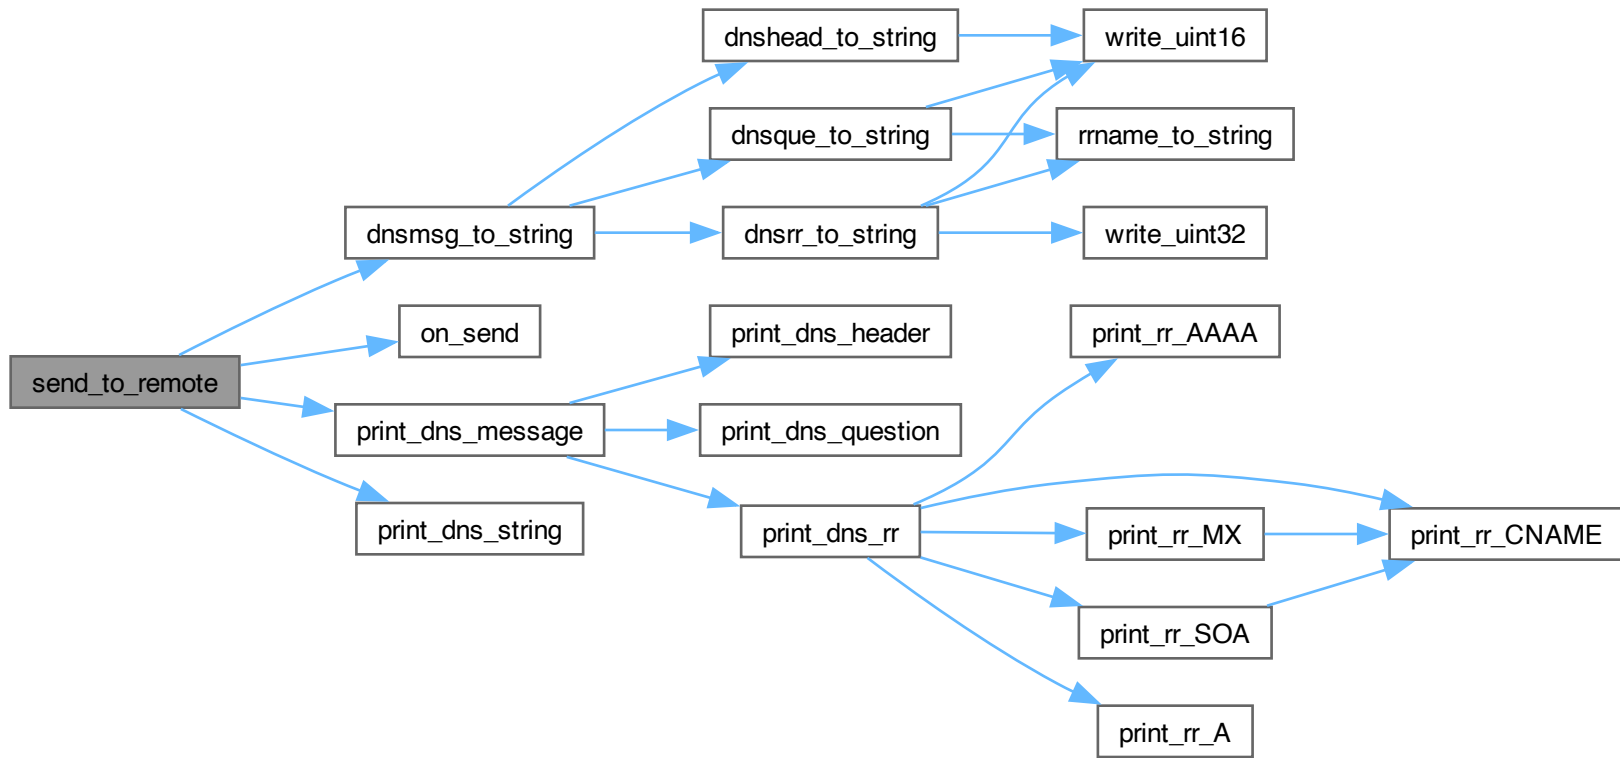 send_to_remote
dnsmsg_to_string
on_send
print_dns_message
print_dns_string
dnshead_to_string
dnsque_to_string
dnsrr_to_string
print_dns_header
print_dns_question
print_dns_rr
write_uint16
rrname_to_string
write_uint32
print_rr_AAAA
print_rr_MX
print_rr_SOA
print_rr_A
print_rr_CNAME